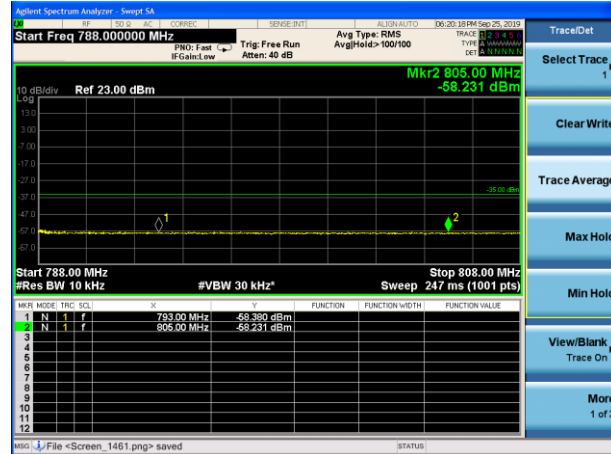 Agilent Spectrum Analyzer - Swept SA
LXI RF 50 Ω AC CORREC SENSE:INT ALIGN AUTO 06:20:18 PM Sep 25, 2019
Start Freq 788.000000 MHz
PNO: Fast
IFGain:Low
Trig: Free Run
Atten: 40 dB
Avg Type: RMS
Avg|Hold:>100/100
TRACE 1 2 3 4 5 6
TYPE A WWWWW
DET A N N N N N
Mkr2 805.00 MHz
-58.231 dBm
10 dB/div Ref 23.00 dBm
Log
13.0
3.00
-7.00
-17.0
-27.0
-35.00 dBm
-37.0
-47.0
-57.0
-67.0
1
2
Start 788.00 MHz Stop 808.00 MHz
#Res BW 10 kHz #VBW 30 kHz* Sweep 247 ms (1001 pts)
MKR MODE TRC SCL X Y FUNCTION FUNCTION WIDTH FUNCTION VALUE
1 N 1 f 793.00 MHz -58.380 dBm
2 N 1 f 805.00 MHz -58.231 dBm
3
4
5
6
7
8
9
10
11
12
MSG File <Screen_1461.png> saved STATUS
Trace/Det
Select Trace
1
Clear Write
Trace Average
Max Hold
Min Hold
View/Blank
Trace On
More
1 of